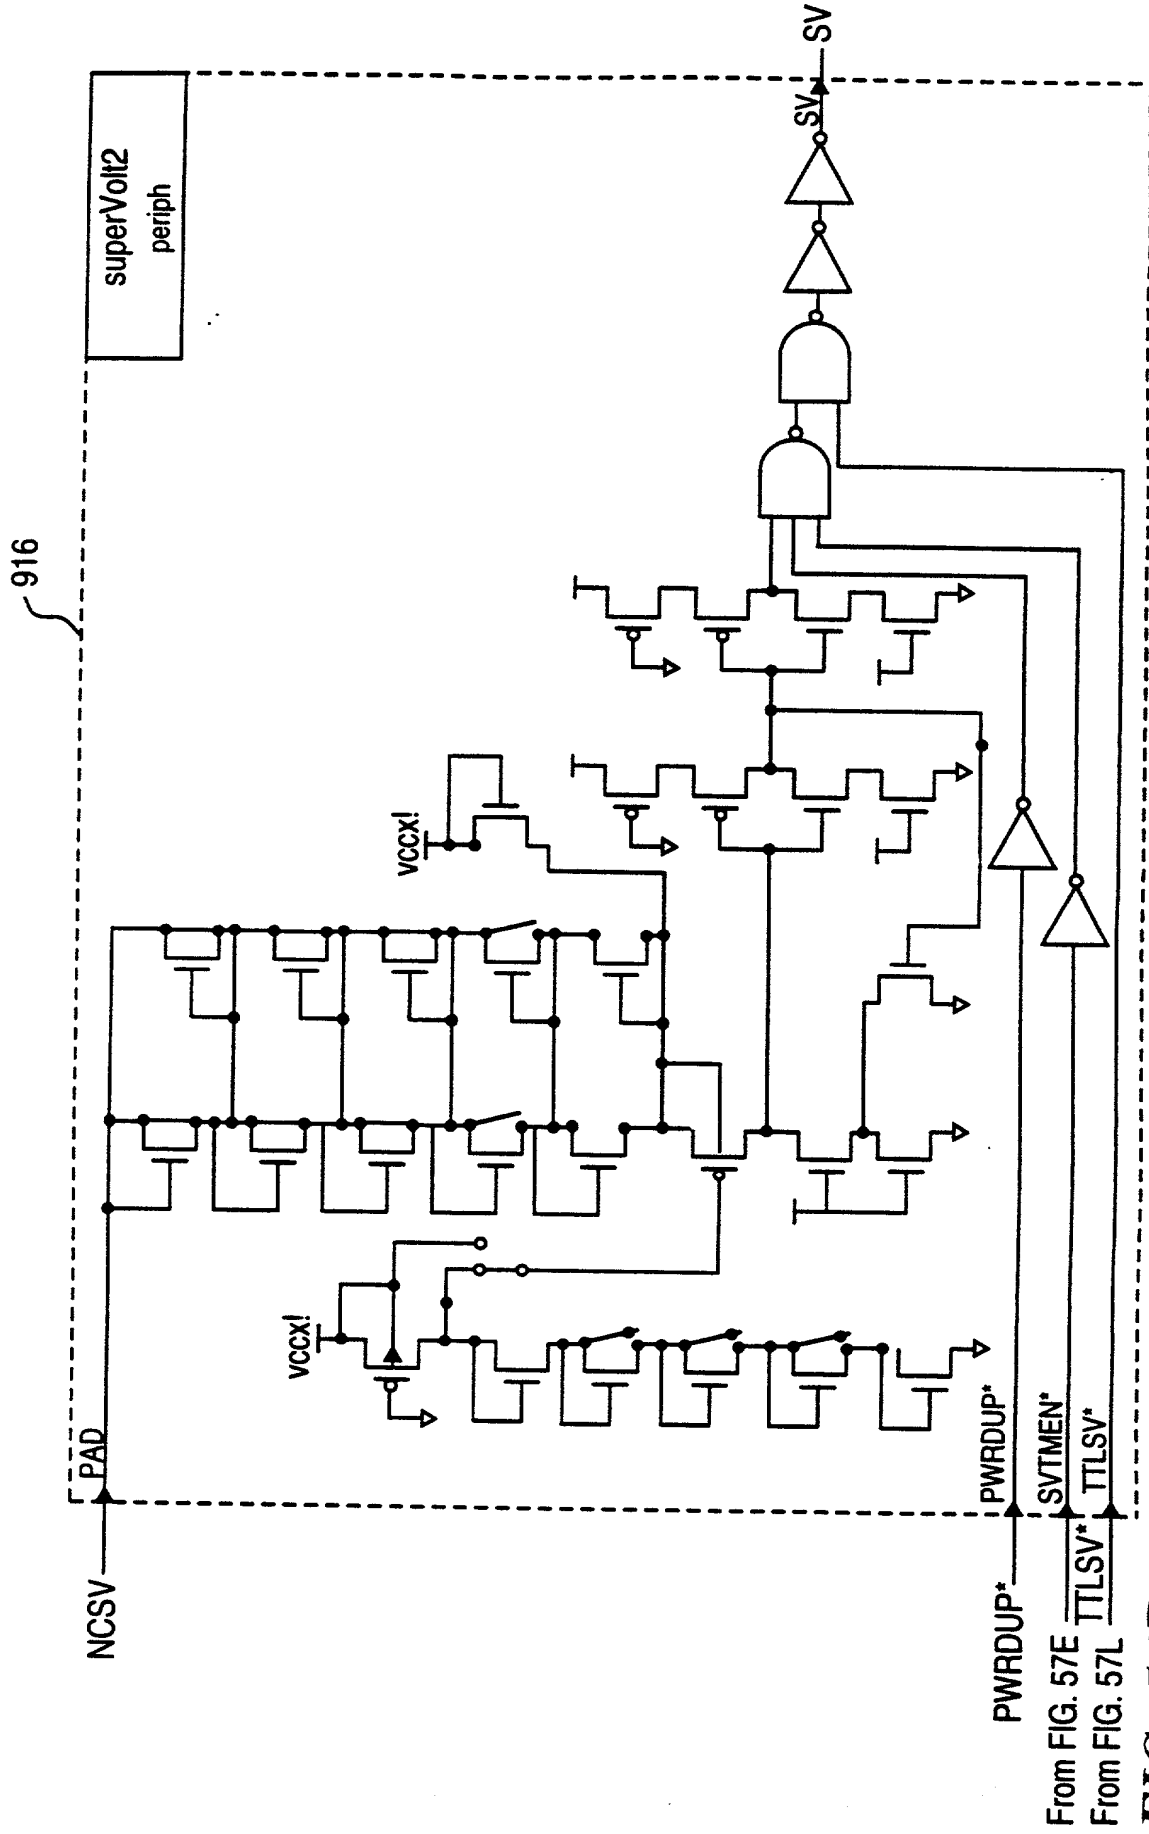 916
superVolt2
periph
NCSV
PAD
vccx!
vccx!
SV
SV
PWRDUP*
PWRDUP*
From FIG. 57E
SVTMEN*
TTLSV*
From FIG. 57L
TTLSV*